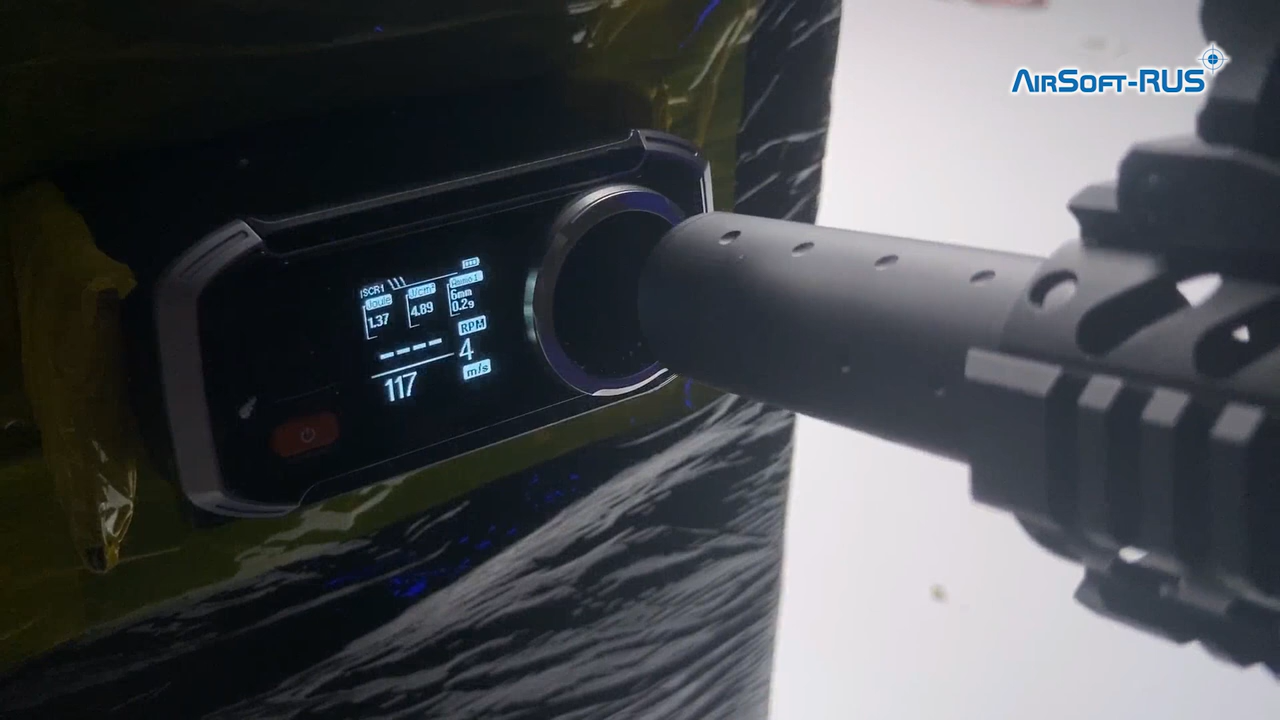 AIRSOFT-RUS
SCR1
Joule
J/cm²
1.37
4.89
6mm
0.2g
RPM
----
4
117
m/s